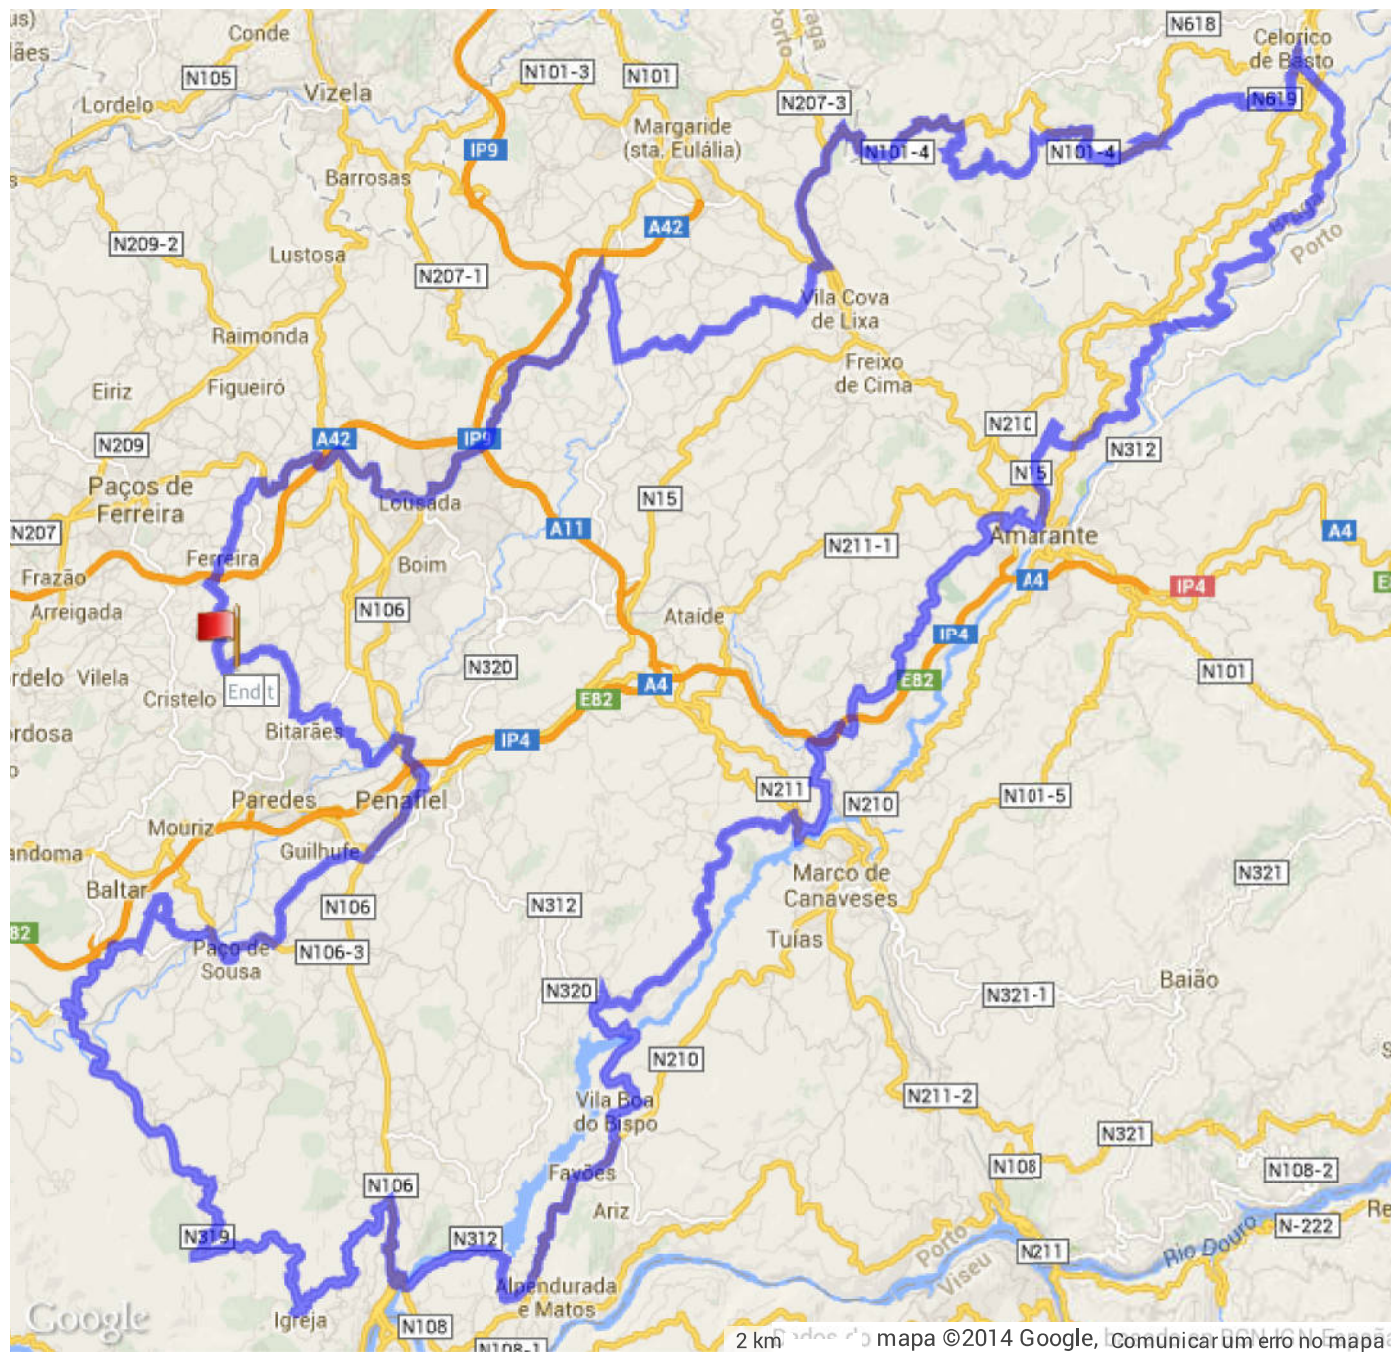 Conde
N618
Celorico
de Basto
N105
N101-3
N101
Lordelo
Vizela
N207-3
N619
Margaride
(sta. Eulália)
IP9
N101-4
N101-4
Barrosas
A42
N209-2
Lustosa
N207-1
Braga
Porto
Vila Cova
de Lixa
Raimonda
Freixo
de Cima
Eiriz
Figueiró
N210
N209
A42
IP9
N312
N15
Paços de
Ferreira
Lousada
N15
N207
A11
Amarante
A4
N211-1
Ferreira
Boim
Frazão
A4
IP4
Arreigada
N106
Ataíde
IP4
N320
N101
Vilela
Cristelo
End
A4
E82
E82
Bitarães
IP4
N211
N210
N101-5
Paredes
Penafiel
Mouriz
Guilhufe
Baltar
Marco de
Canaveses
N321
N106
N312
Paço de
Sousa
N106-3
Tuías
Baião
N320
N321-1
N210
Vila Boa
do Bispo
N211-2
N321
Favões
N108
N108-2
N106
Ariz
N319
N312
Porto
Viseu
N211
Rio Douro
N-222
Alpendurada
e Matos
Igreja
N108
N108-1
Google
2 km
mapa ©2014 Google,
Comunicar um erro no mapa